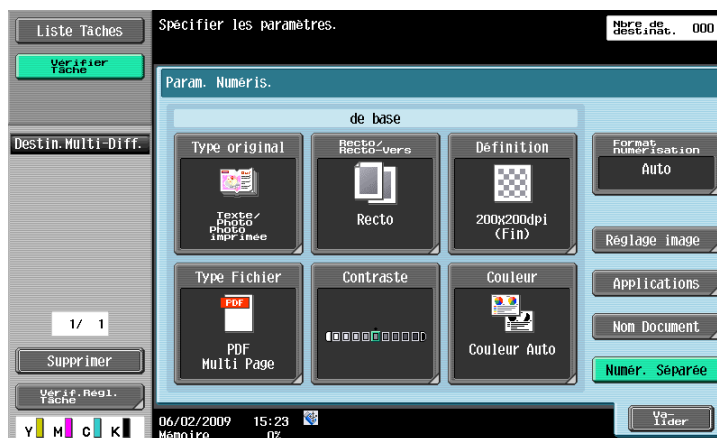 Liste Tâches
Vérifier
Tâche
Spécifier les paramètres.
Nbre de
destinat. 000
Param. Numéris.
de base
Destin.Multi-Diff.
Type original
Texte/
Photo
Photo
imprimée
Recto/
Recto-Vers
Recto
Définition
200x200dpi
(Fin)
Format
numérisation
Auto
Réglage image
Type Fichier
PDF
PDF
Multi Page
Contraste
Couleur
Couleur Auto
Applications
Nom Document
Numér. Séparée
1/ 1
Supprimer
Vérif.Régl.
Tâche
Y M C K
06/02/2009 15:23
Mémoire 0%
Va-
lider